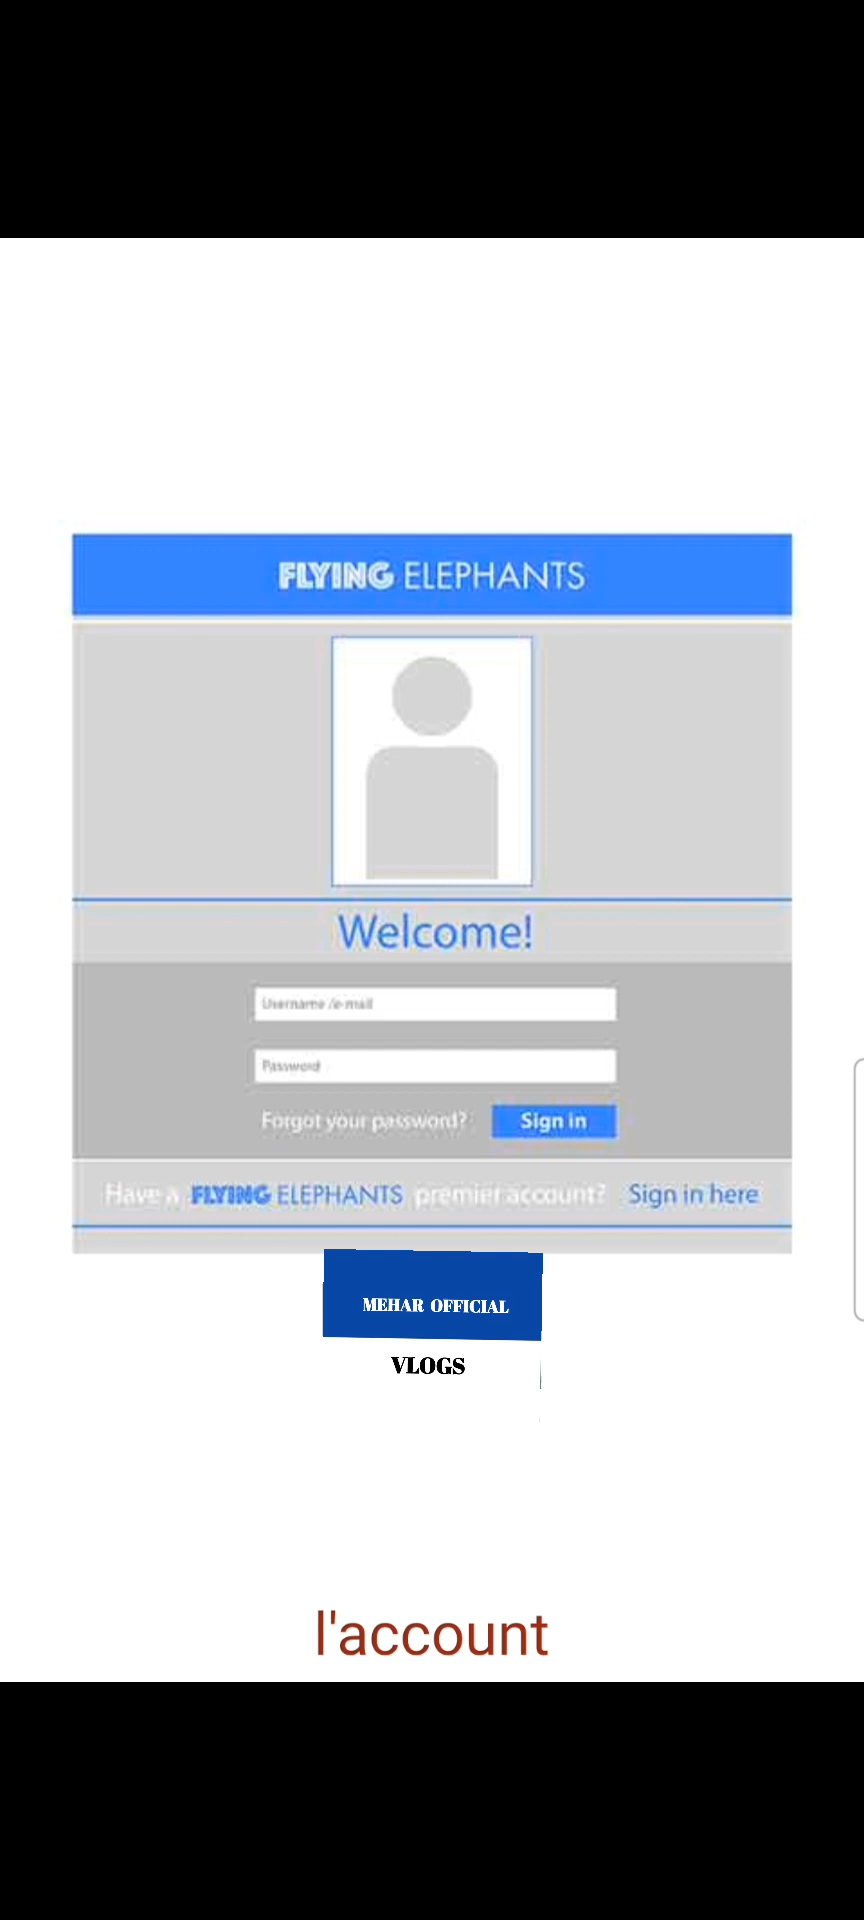 FLYING ELEPHANTS
Welcome!
Username /e-mail
Password
Forgot your password? Sign in
Have a FLYING ELEPHANTS premier account? Sign in here
MEHAR OFFICIAL
VLOGS
l'account